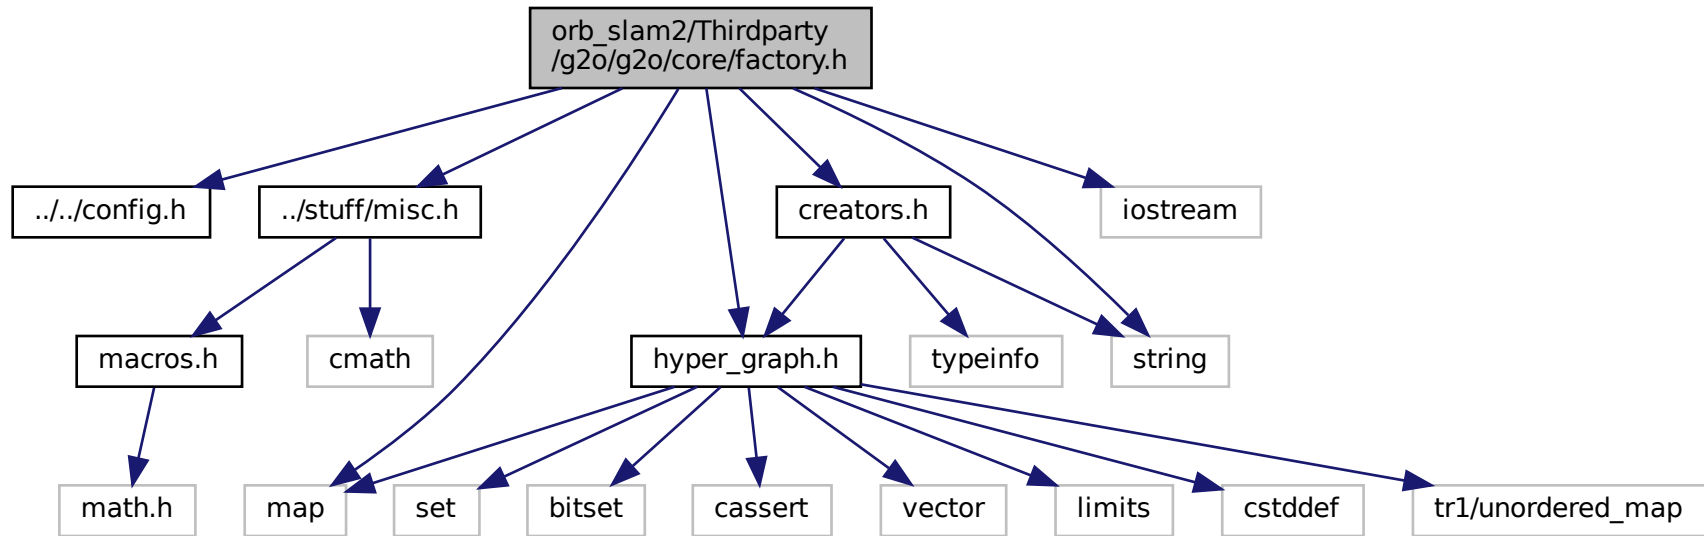 orb_slam2/Thirdparty
/g2o/g2o/core/factory.h
../../config.h
../stuff/misc.h
creators.h
iostream
macros.h
cmath
hyper_graph.h
typeinfo
string
math.h
map
set
bitset
cassert
vector
limits
cstddef
tr1/unordered_map